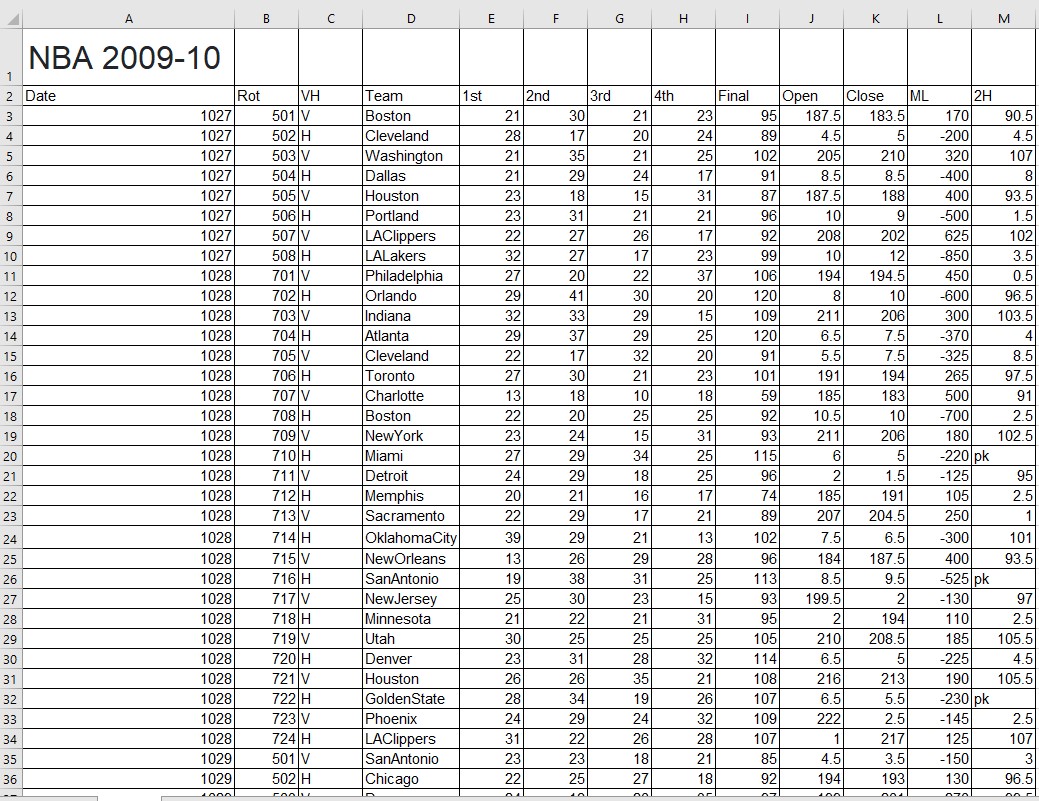 A B C D E F G H I J K L M
1 NBA 2009-10
2 Date Rot VH Team 1st 2nd 3rd 4th Final Open Close ML 2H
3 1027 501 V Boston 21 30 21 23 95 187.5 183.5 170 90.5
4 1027 502 H Cleveland 28 17 20 24 89 4.5 5 -200 4.5
5 1027 503 V Washington 21 35 21 25 102 205 210 320 107
6 1027 504 H Dallas 21 29 24 17 91 8.5 8.5 -400 8
7 1027 505 V Houston 23 18 15 31 87 187.5 188 400 93.5
8 1027 506 H Portland 23 31 21 21 96 10 9 -500 1.5
9 1027 507 V LAClippers 22 27 26 17 92 208 202 625 102
10 1027 508 H LALakers 32 27 17 23 99 10 12 -850 3.5
11 1028 701 V Philadelphia 27 20 22 37 106 194 194.5 450 0.5
12 1028 702 H Orlando 29 41 30 20 120 8 10 -600 96.5
13 1028 703 V Indiana 32 33 29 15 109 211 206 300 103.5
14 1028 704 H Atlanta 29 37 29 25 120 6.5 7.5 -370 4
15 1028 705 V Cleveland 22 17 32 20 91 5.5 7.5 -325 8.5
16 1028 706 H Toronto 27 30 21 23 101 191 194 265 97.5
17 1028 707 V Charlotte 13 18 10 18 59 185 183 500 91
18 1028 708 H Boston 22 20 25 25 92 10.5 10 -700 2.5
19 1028 709 V NewYork 23 24 15 31 93 211 206 180 102.5
20 1028 710 H Miami 27 29 34 25 115 6 5 -220 pk
21 1028 711 V Detroit 24 29 18 25 96 2 1.5 -125 95
22 1028 712 H Memphis 20 21 16 17 74 185 191 105 2.5
23 1028 713 V Sacramento 22 29 17 21 89 207 204.5 250 1
24 1028 714 H OklahomaCity 39 29 21 13 102 7.5 6.5 -300 101
25 1028 715 V NewOrleans 13 26 29 28 96 184 187.5 400 93.5
26 1028 716 H SanAntonio 19 38 31 25 113 8.5 9.5 -525 pk
27 1028 717 V NewJersey 25 30 23 15 93 199.5 2 -130 97
28 1028 718 H Minnesota 21 22 21 31 95 2 194 110 2.5
29 1028 719 V Utah 30 25 25 25 105 210 208.5 185 105.5
30 1028 720 H Denver 23 31 28 32 114 6.5 5 -225 4.5
31 1028 721 V Houston 26 26 35 21 108 216 213 190 105.5
32 1028 722 H GoldenState 28 34 19 26 107 6.5 5.5 -230 pk
33 1028 723 V Phoenix 24 29 24 32 109 222 2.5 -145 2.5
34 1028 724 H LAClippers 31 22 26 28 107 1 217 125 107
35 1029 501 V SanAntonio 23 23 18 21 85 4.5 3.5 -150 3
36 1029 502 H Chicago 22 25 27 18 92 194 193 130 96.5